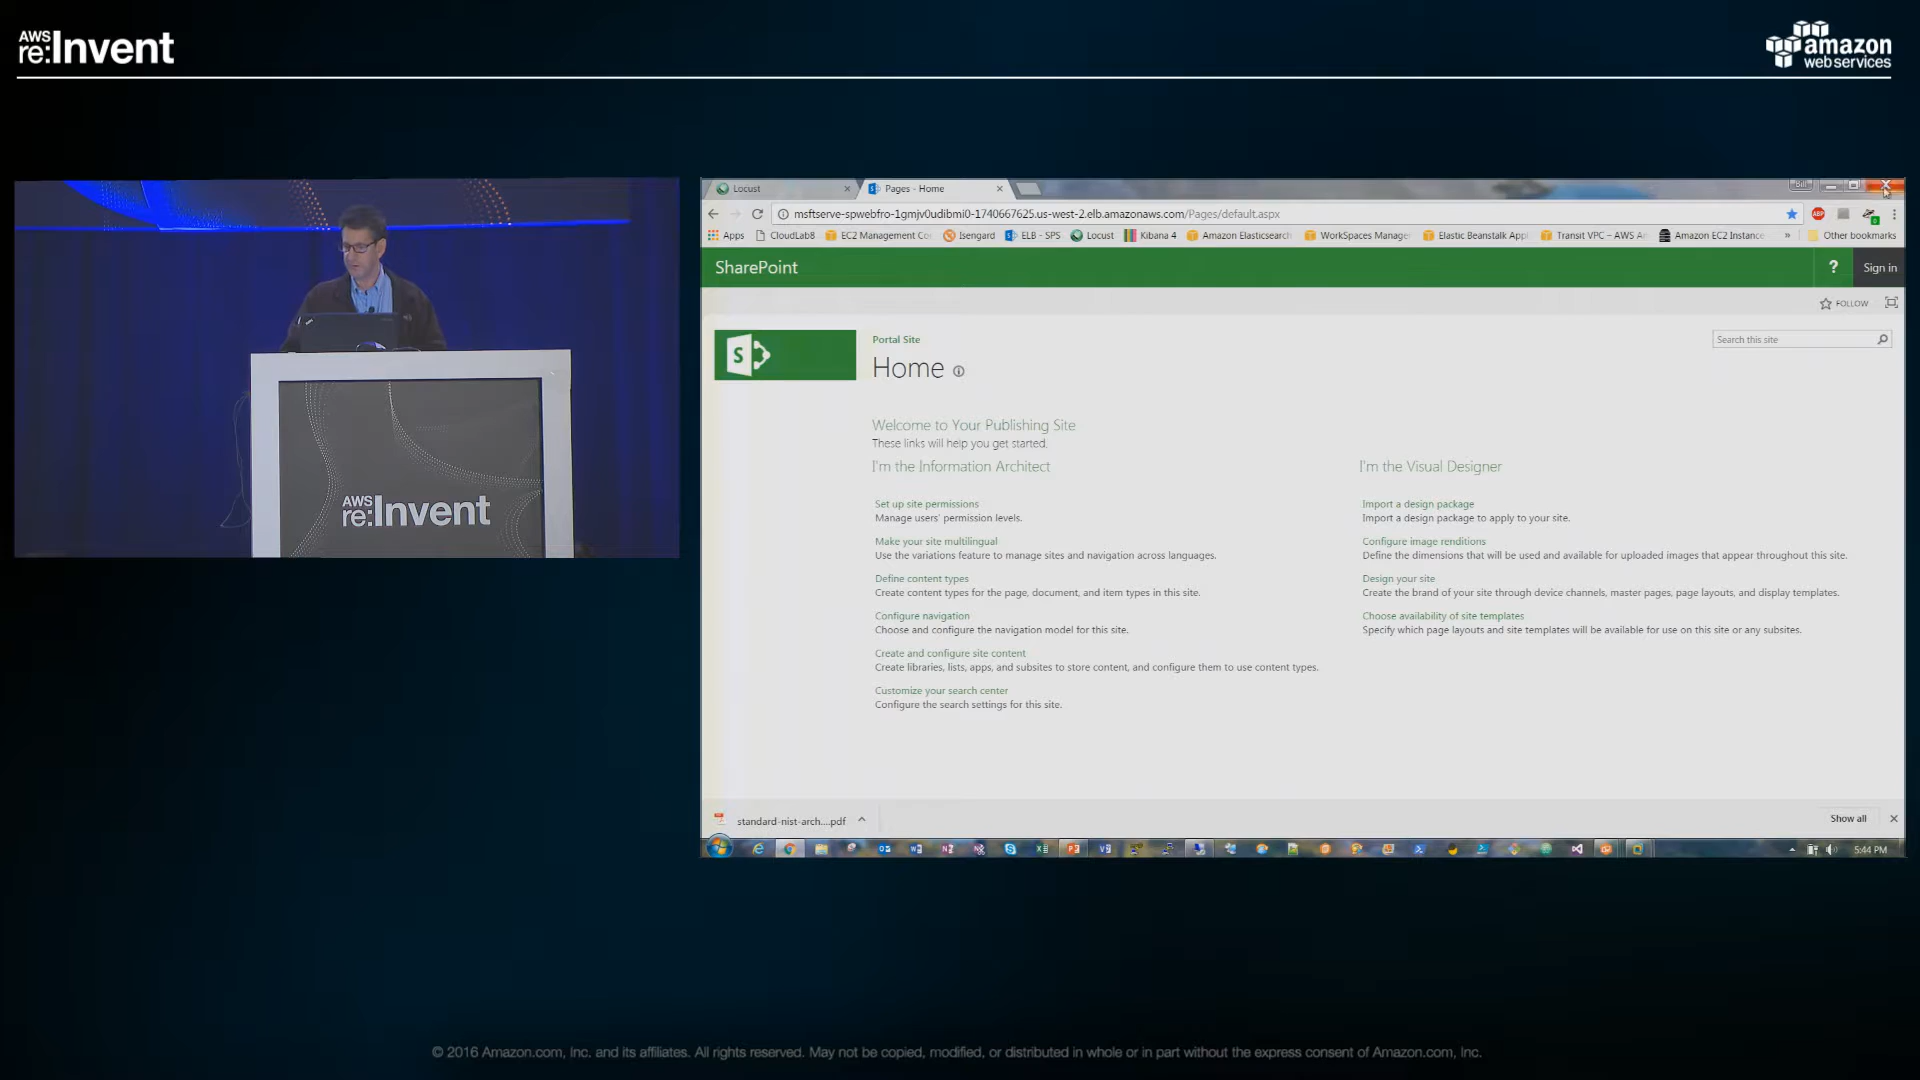 AWS
re:Invent
amazon
web services
Locust
Pages - Home
Bill
msftserve-spwebfro-1gmjv0udibmi0-1740667625.us-west-2.elb.amazonaws.com/Pages/default.aspx
ABP
Apps CloudLab8 EC2 Management Co Isengard ELB - SPS Locust Kibana 4 Amazon Elasticsearch WorkSpaces Manage Elastic Beanstalk Appl Transit VPC – AWS A Amazon EC2 Instance » Other bookmarks
SharePoint
? Sign in
FOLLOW
S
Portal Site
Search this site
Home
Welcome to Your Publishing Site
These links will help you get started.
I'm the Information Architect
Set up site permissions
Manage users' permission levels.
Make your site multilingual
Use the variations feature to manage sites and navigation across languages.
Define content types
Create content types for the page, document, and item types in this site.
Configure navigation
Choose and configure the navigation model for this site.
Create and configure site content
Create libraries, lists, apps, and subsites to store content, and configure them to use content types.
Customize your search center
Configure the search settings for this site.
I'm the Visual Designer
Import a design package
Import a design package to apply to your site.
Configure image renditions
Define the dimensions that will be used and available for uploaded images that appear throughout this site.
Design your site
Create the brand of your site through device channels, master pages, page layouts, and display templates.
Choose availability of site templates
Specify which page layouts and site templates will be available for use on this site or any subsites.
AWS
re:Invent
standard-nist-arch....pdf
Show all
5:44 PM
© 2016 Amazon.com, Inc. and its affiliates. All rights reserved. May not be copied, modified, or distributed in whole or in part without the express consent of Amazon.com, Inc.